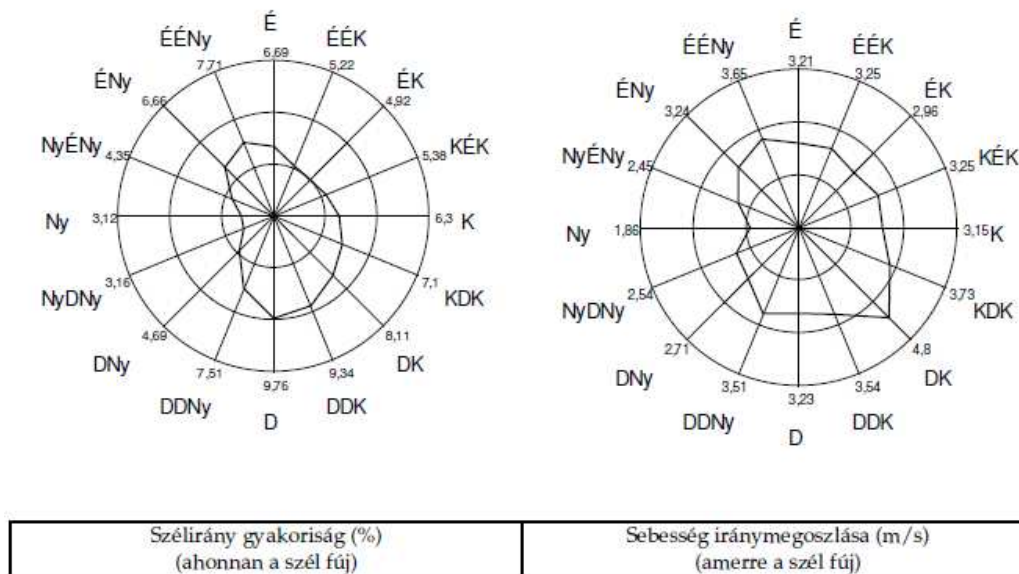 É
6,69
ÉÉK
5,22
ÉK
4,92
KÉK
5,38
K
6,3
KDK
7,1
DK
8,11
DDK
9,34
D
9,76
DDNy
7,51
DNy
4,69
NyDNy
3,16
Ny
3,12
NyÉNy
4,35
ÉNy
6,66
ÉÉNy
7,71
É
3,21
ÉÉK
3,25
ÉK
2,96
KÉK
3,25
K
3,15
KDK
3,73
DK
4,8
DDK
3,54
D
3,23
DDNy
3,51
DNy
2,71
NyDNy
2,54
Ny
1,86
NyÉNy
2,45
ÉNy
3,24
ÉÉNy
3,65
Szélirány gyakoriság (%)
(ahonnan a szél fúj)
Sebesség iránymegoszlása (m/s)
(amerre a szél fúj)